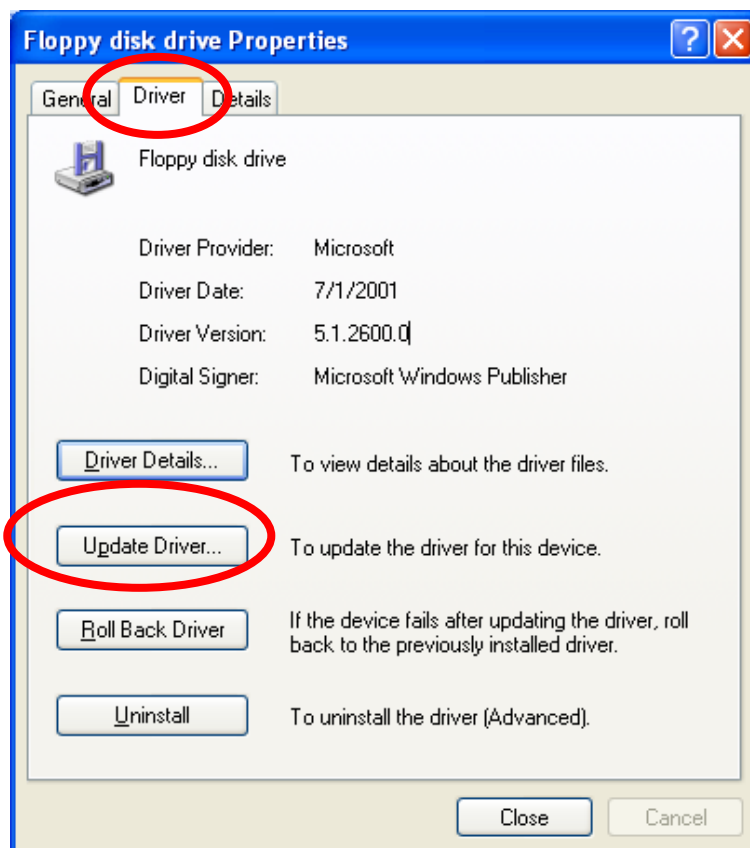 Floppy disk drive Properties
General Driver Details
Floppy disk drive
Driver Provider: Microsoft
Driver Date: 7/1/2001
Driver Version: 5.1.2600.0
Digital Signer: Microsoft Windows Publisher
Driver Details... To view details about the driver files.
Update Driver... To update the driver for this device.
Roll Back Driver If the device fails after updating the driver, roll
back to the previously installed driver.
Uninstall To uninstall the driver (Advanced).
Close Cancel